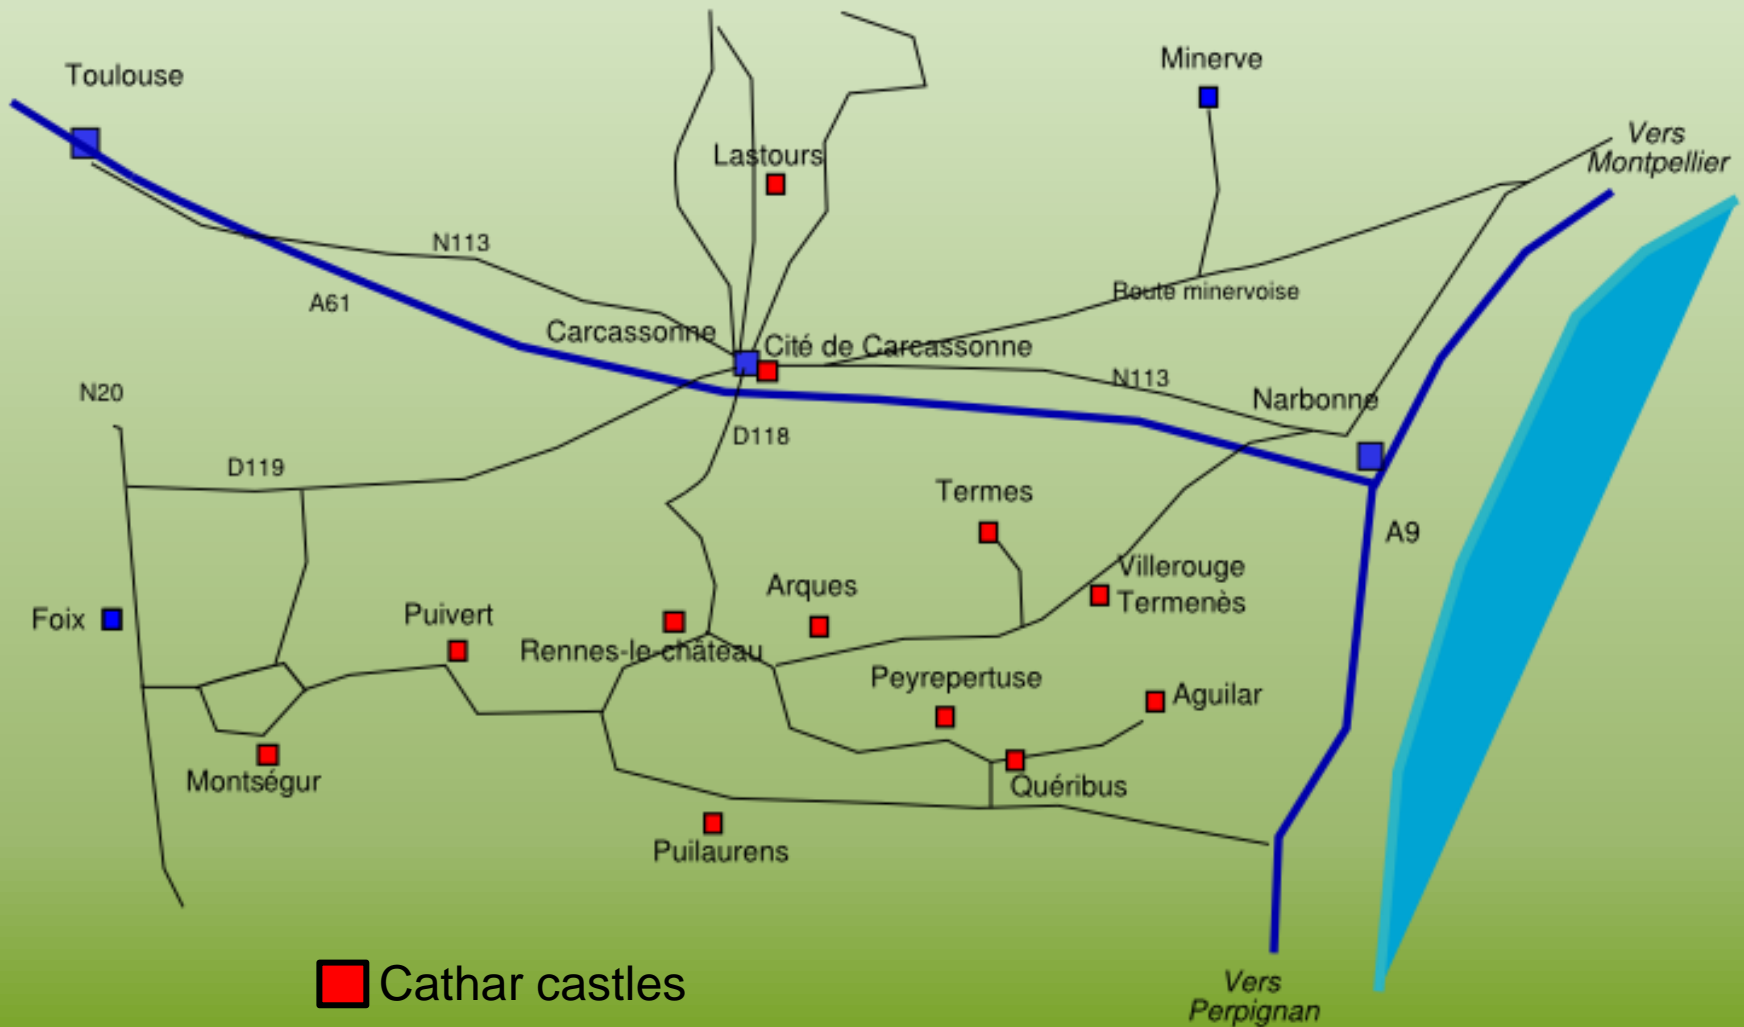 Toulouse
Minerve
Vers
Montpellier
Lastours
N113
A61
Route minervoise
Carcassonne
Cité de Carcassonne
N113
N20
Narbonne
D118
D119
Termes
A9
Villerouge
Termenès
Arques
Foix
Puivert
Rennes-le-château
Peyrepertuse
Aguilar
Montségur
Quéribus
Puilaurens
Cathar castles
Vers
Perpignan